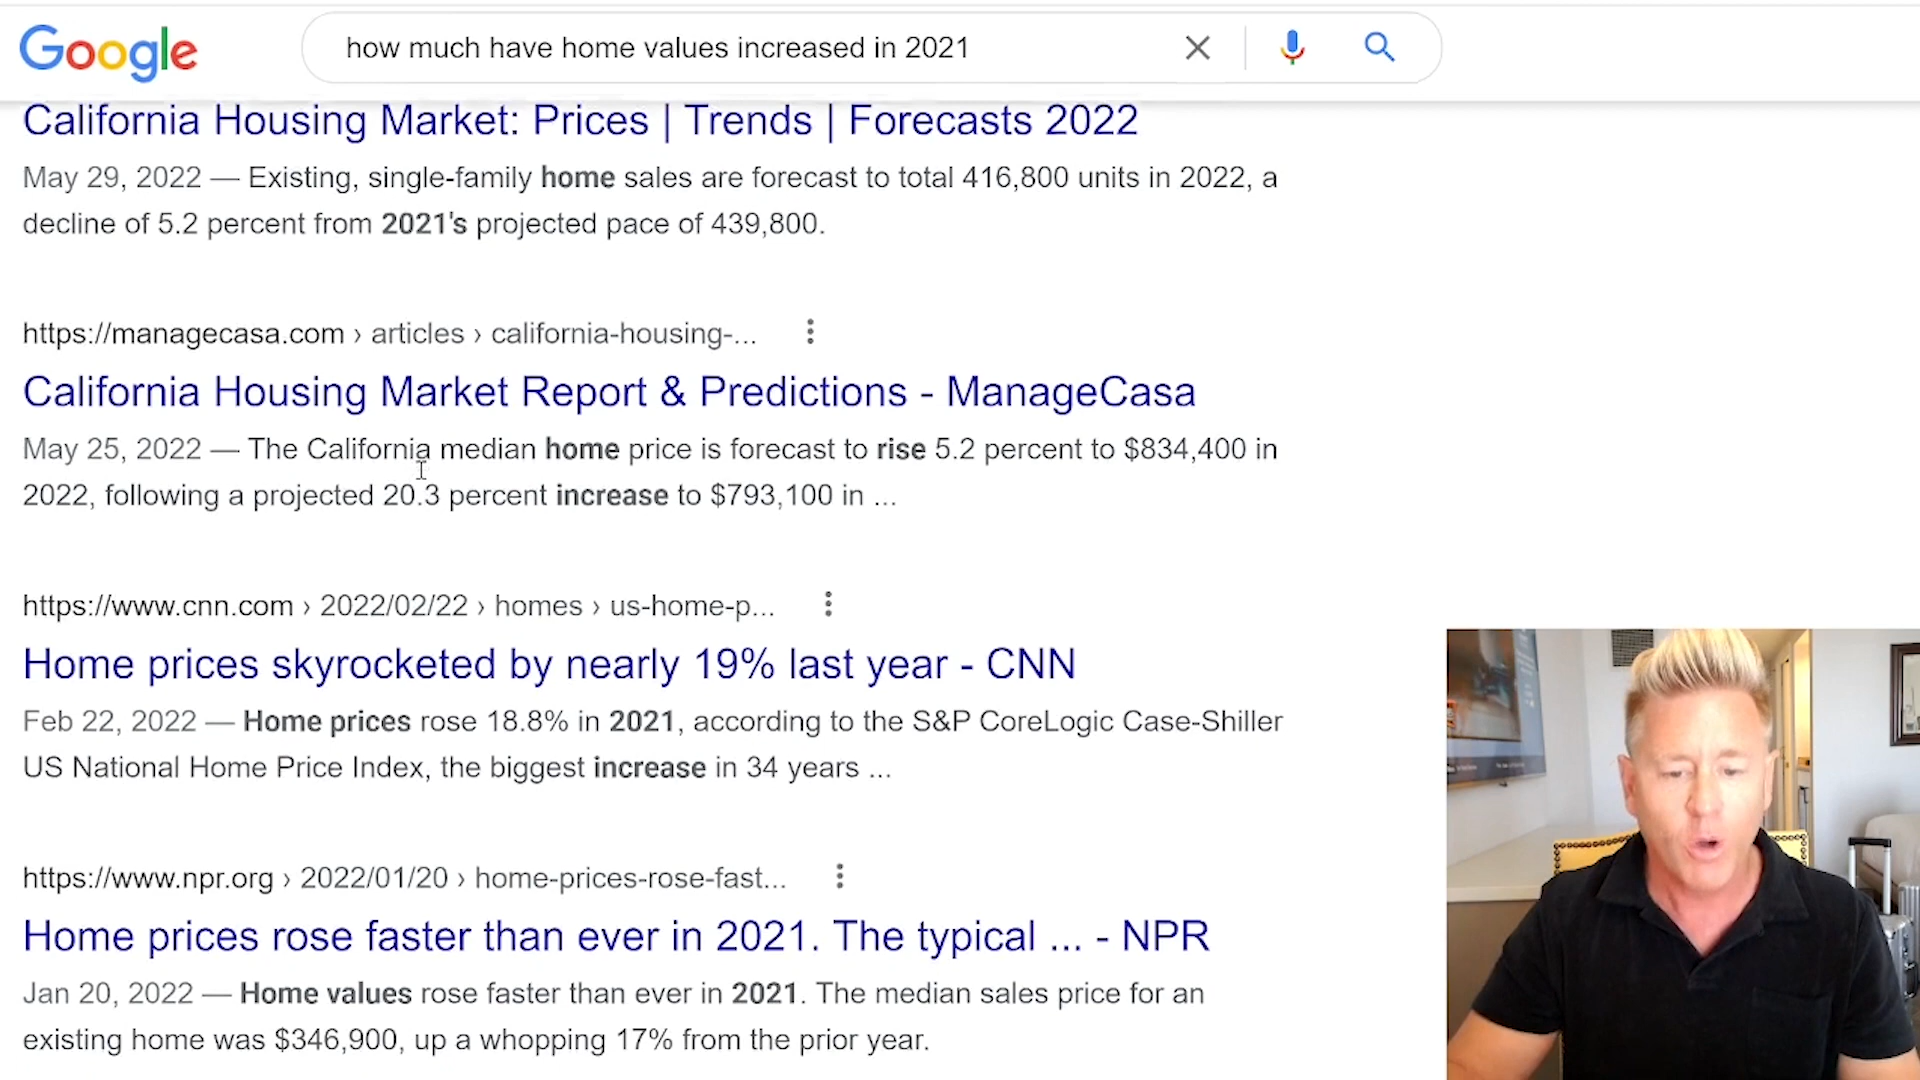 Google
how much have home values increased in 2021
California Housing Market: Prices | Trends | Forecasts 2022
May 29, 2022 — Existing, single-family home sales are forecast to total 416,800 units in 2022, a
decline of 5.2 percent from 2021's projected pace of 439,800.
https://managecasa.com › articles › california-housing-...
California Housing Market Report & Predictions - ManageCasa
May 25, 2022 — The California median home price is forecast to rise 5.2 percent to $834,400 in
2022, following a projected 20.3 percent increase to $793,100 in ...
https://www.cnn.com › 2022/02/22 › homes › us-home-p...
Home prices skyrocketed by nearly 19% last year - CNN
Feb 22, 2022 — Home prices rose 18.8% in 2021, according to the S&P CoreLogic Case-Shiller
US National Home Price Index, the biggest increase in 34 years ...
https://www.npr.org › 2022/01/20 › home-prices-rose-fast...
Home prices rose faster than ever in 2021. The typical ... - NPR
Jan 20, 2022 — Home values rose faster than ever in 2021. The median sales price for an
existing home was $346,900, up a whopping 17% from the prior year.